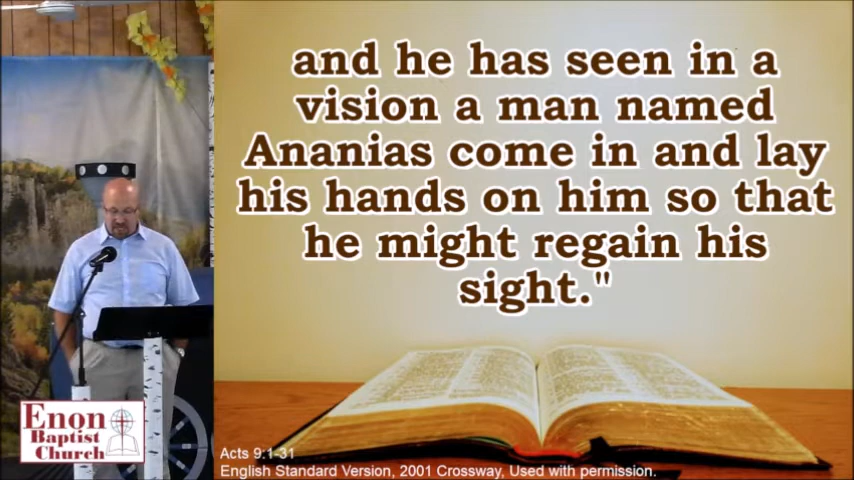 and he has seen in a
vision a man named
Ananias come in and lay
his hands on him so that
he might regain his
sight."
Enon
Baptist
Church
Acts 9:1-31
English Standard Version, 2001 Crossway, Used with permission.